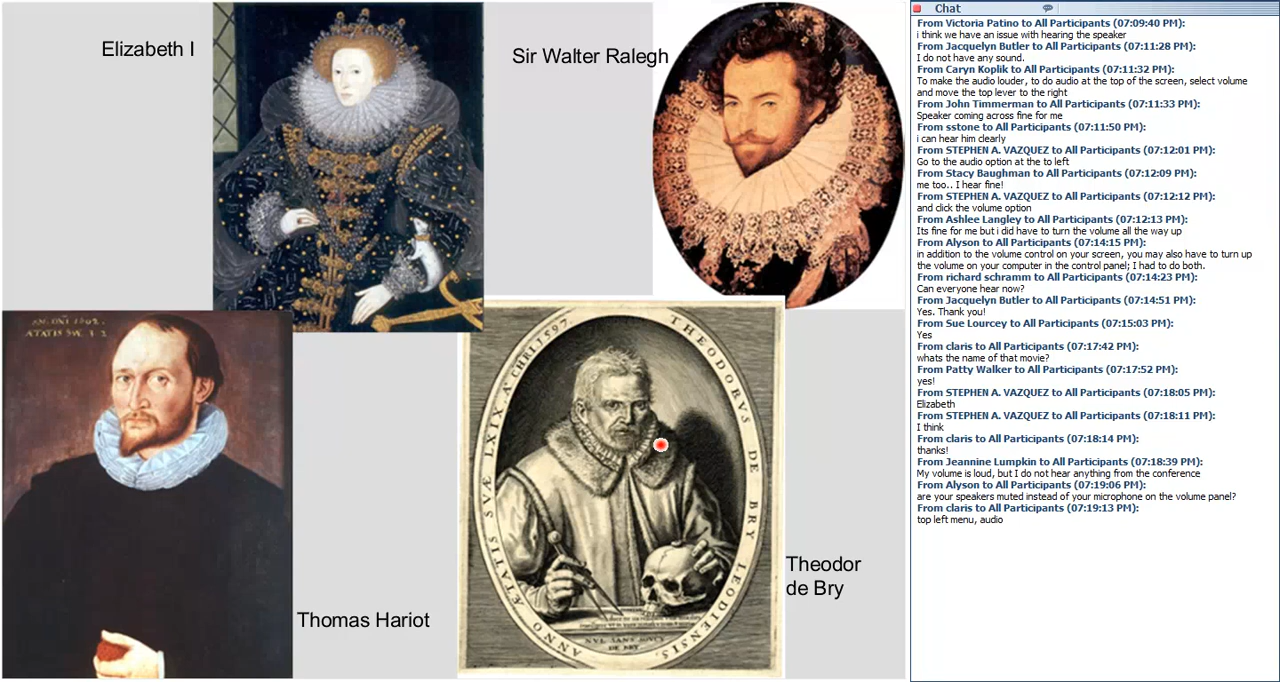 Elizabeth I
Sir Walter Ralegh
Thomas Hariot
Theodor
de Bry
ANNO ÆTATIS SVÆ LXIX Aº CHRI 1597.
THEODORVS DE BRY LEODIENSIS.
NVL SANS SOVCY
DE BRY
Chat
From Victoria Patino to All Participants (07:09:40 PM):
i think we have an issue with hearing the speaker
From Jacquelyn Butler to All Participants (07:11:28 PM):
I do not have any sound.
From Caryn Koplik to All Participants (07:11:32 PM):
To make the audio louder, to do audio at the top of the screen, select volume
and move the top lever to the right
From John Timmerman to All Participants (07:11:33 PM):
Speaker coming across fine for me
From sstone to All Participants (07:11:50 PM):
i can hear him clearly
From STEPHEN A. VAZQUEZ to All Participants (07:12:01 PM):
Go to the audio option at the to left
From Stacy Baughman to All Participants (07:12:09 PM):
me too.. I hear fine!
From STEPHEN A. VAZQUEZ to All Participants (07:12:12 PM):
and click the volume option
From Ashlee Langley to All Participants (07:12:13 PM):
Its fine for me but i did have to turn the volume all the way up
From Alyson to All Participants (07:14:15 PM):
in addition to the volume control on your screen, you may also have to turn up
the volume on your computer in the control panel; I had to do both.
From richard schramm to All Participants (07:14:23 PM):
Can everyone hear now?
From Jacquelyn Butler to All Participants (07:14:51 PM):
Yes. Thank you!
From Sue Lourcey to All Participants (07:15:03 PM):
Yes
From claris to All Participants (07:17:42 PM):
whats the name of that movie?
From Patty Walker to All Participants (07:17:52 PM):
yes!
From STEPHEN A. VAZQUEZ to All Participants (07:18:05 PM):
Elizabeth
From STEPHEN A. VAZQUEZ to All Participants (07:18:11 PM):
I think
From claris to All Participants (07:18:14 PM):
thanks!
From Jeannine Lumpkin to All Participants (07:18:39 PM):
My volume is loud, but I do not hear anything from the conference
From Alyson to All Participants (07:19:06 PM):
are your speakers muted instead of your microphone on the volume panel?
From claris to All Participants (07:19:13 PM):
top left menu, audio